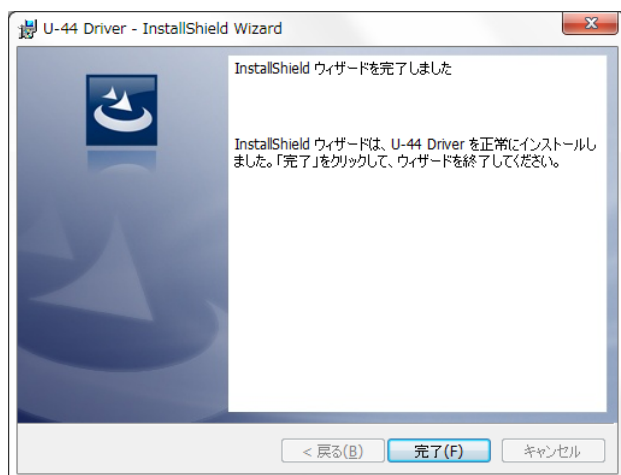 U-44 Driver - InstallShield Wizard
InstallShield ウィザードを完了しました
InstallShield ウィザードは、U-44 Driver を正常にインストールし
ました。「完了」をクリックして、ウィザードを終了してください。
< 戻る(B)
完了(F)
キャンセル